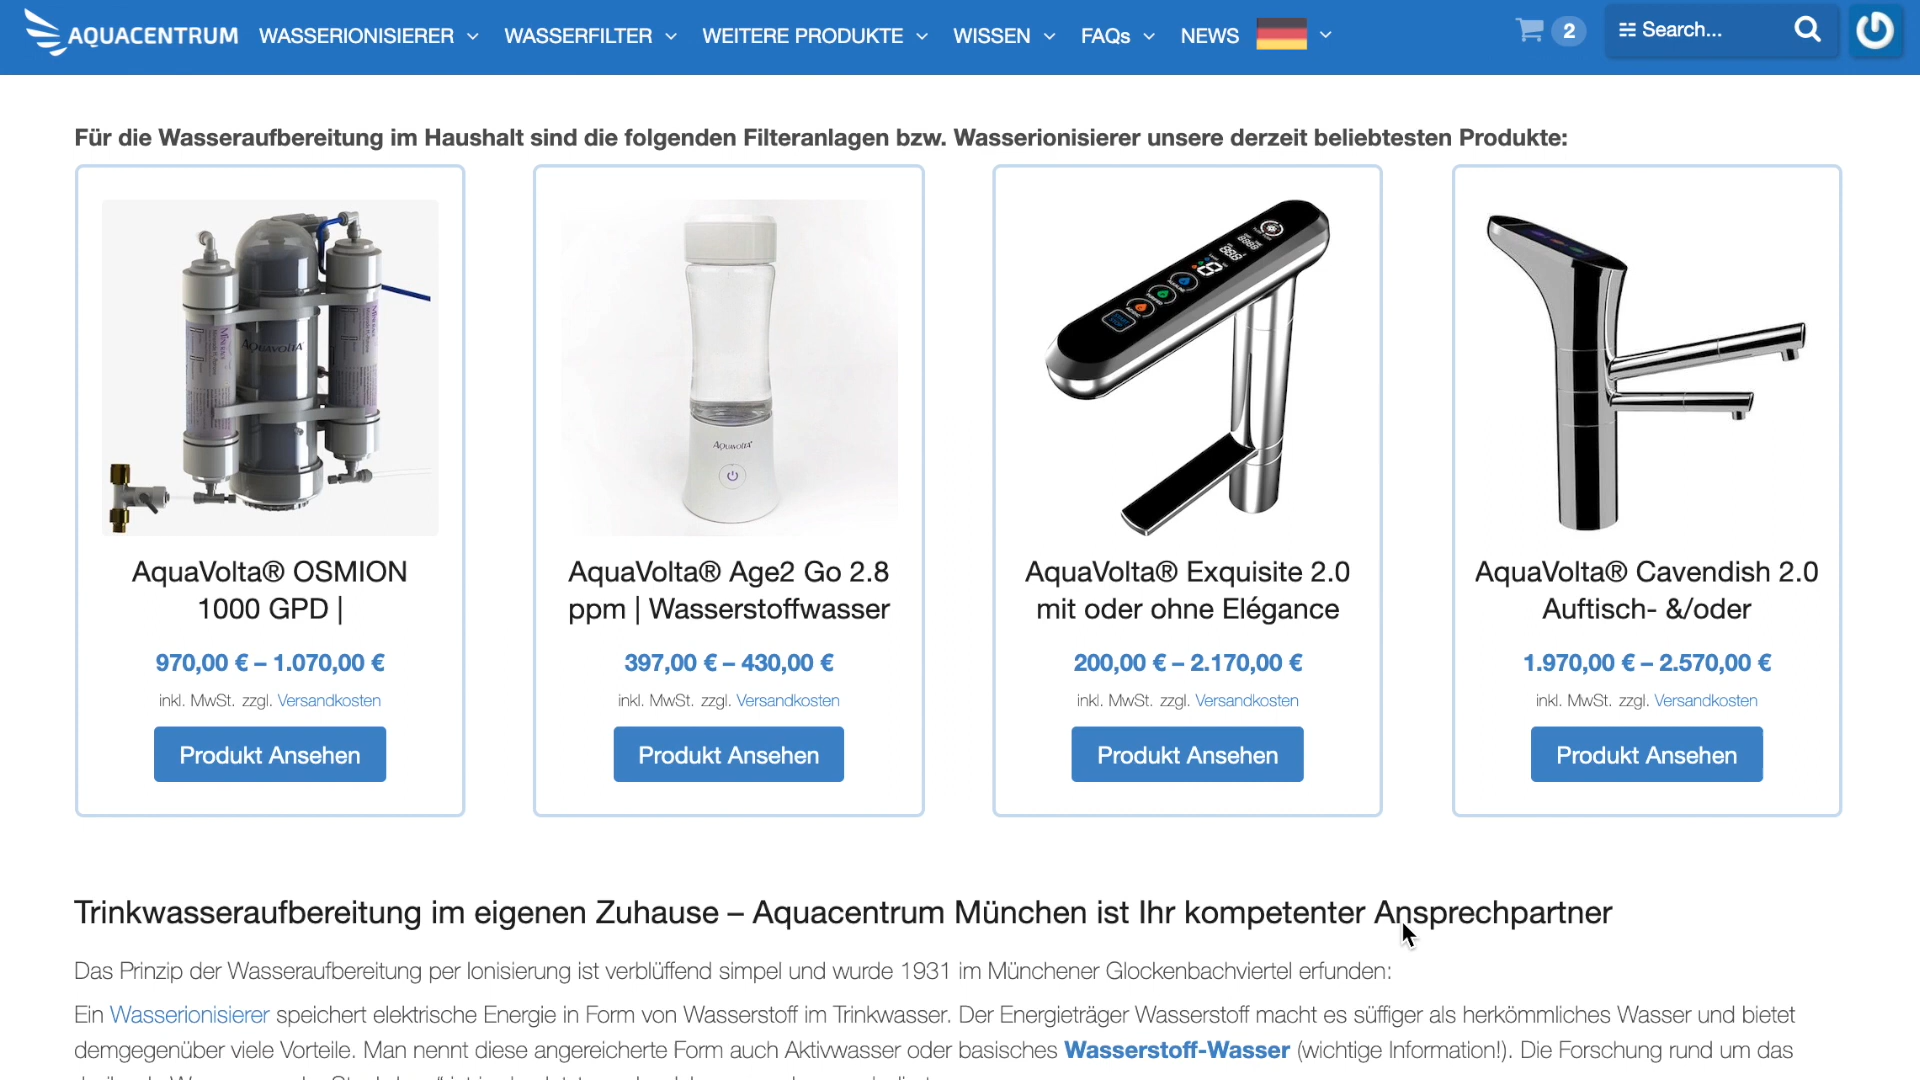 AQUACENTRUM WASSERIONISIERER WASSERFILTER WEITERE PRODUKTE WISSEN FAQs NEWS 2 Search...
Für die Wasseraufbereitung im Haushalt sind die folgenden Filteranlagen bzw. Wasserionisierer unsere derzeit beliebtesten Produkte:
AQUAVOLTA
AQUAVOLTA
AquaVolta® OSMION
1000 GPD |
970,00 € – 1.070,00 €
inkl. MwSt. zzgl. Versandkosten
Produkt Ansehen
AquaVolta® Age2 Go 2.8
ppm | Wasserstoffwasser
397,00 € – 430,00 €
inkl. MwSt. zzgl. Versandkosten
Produkt Ansehen
AquaVolta® Exquisite 2.0
mit oder ohne Elégance
200,00 € – 2.170,00 €
inkl. MwSt. zzgl. Versandkosten
Produkt Ansehen
AquaVolta® Cavendish 2.0
Auftisch- &/oder
1.970,00 € – 2.570,00 €
inkl. MwSt. zzgl. Versandkosten
Produkt Ansehen
Trinkwasseraufbereitung im eigenen Zuhause – Aquacentrum München ist Ihr kompetenter Ansprechpartner
Das Prinzip der Wasseraufbereitung per Ionisierung ist verblüffend simpel und wurde 1931 im Münchener Glockenbachviertel erfunden:
Ein Wasserionisierer speichert elektrische Energie in Form von Wasserstoff im Trinkwasser. Der Energieträger Wasserstoff macht es süffiger als herkömmliches Wasser und bietet
demgegenüber viele Vorteile. Man nennt diese angereicherte Form auch Aktivwasser oder basisches Wasserstoff-Wasser (wichtige Information!). Die Forschung rund um das